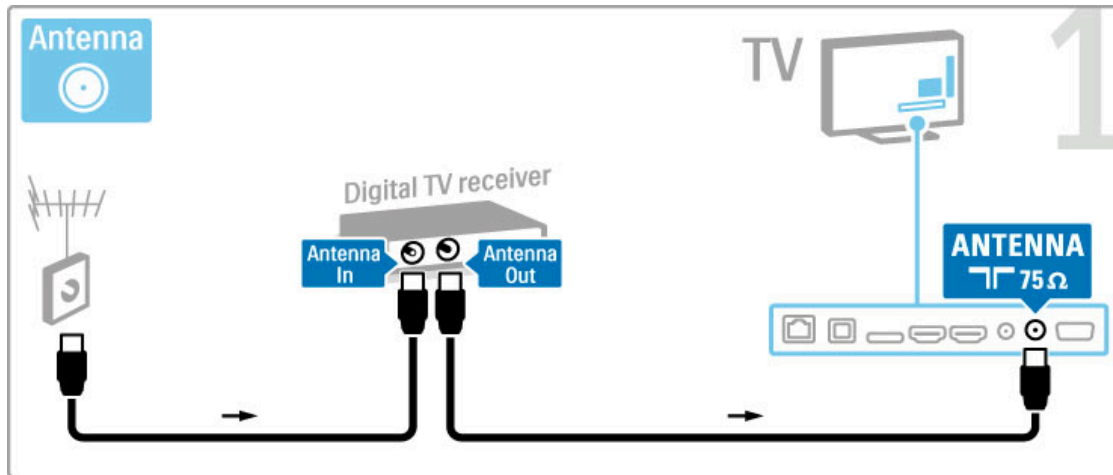 Antenna
TV
1
Digital TV receiver
Antenna
In
Antenna
Out
ANTENNA
75 Ω